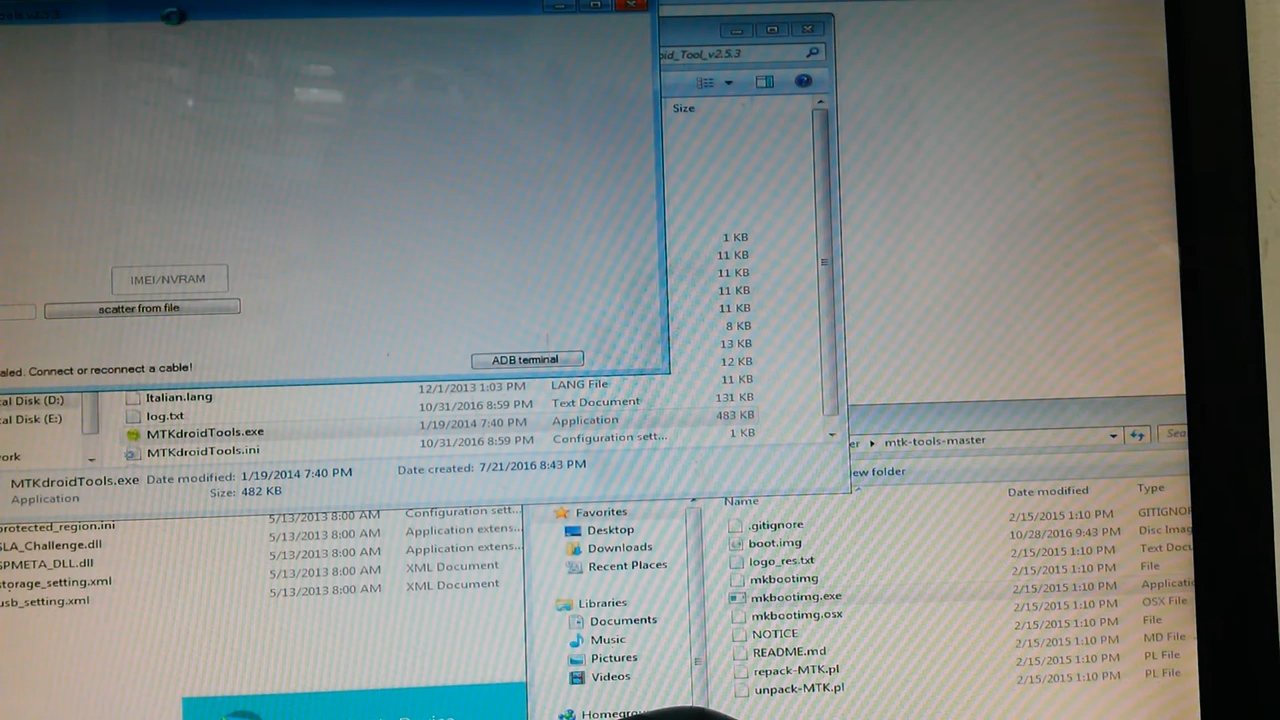 oid_Tool_v2.5.3
Size
1 KB
11 KB
11 KB
11 KB
11 KB
8 KB
13 KB
12 KB
11 KB
131 KB
483 KB
1 KB
IMEI/NVRAM
scatter from file
ADB terminal
aled. Connect or reconnect a cable!
cal Disk (D:)
cal Disk (E:)
work
Italian.lang 12/1/2013 1:03 PM LANG File
log.txt 10/31/2016 8:59 PM Text Document
MTKdroidTools.exe 1/19/2014 7:40 PM Application
MTKdroidTools.ini 10/31/2016 8:59 PM Configuration sett...
MTKdroidTools.exe Date modified: 1/19/2014 7:40 PM Date created: 7/21/2016 8:43 PM
Application Size: 482 KB
protected_region.ini 5/13/2013 8:00 AM Configuration sett...
SLA_Challenge.dll 5/13/2013 8:00 AM Application extens...
SPMETA_DLL.dll 5/13/2013 8:00 AM Application extens...
storage_setting.xml 5/13/2013 8:00 AM XML Document
usb_setting.xml 5/13/2013 8:00 AM XML Document
er mtk-tools-master Sea
ew folder
Favorites
Desktop
Downloads
Recent Places
Libraries
Documents
Music
Pictures
Videos
Homegrou
Name Date modified Type
.gitignore 2/15/2015 1:10 PM GITIGNOR
boot.img 10/28/2016 9:43 PM Disc Imag
logo_res.txt 2/15/2015 1:10 PM Text Docu
mkbootimg 2/15/2015 1:10 PM File
mkbootimg.exe 2/15/2015 1:10 PM Applicatio
mkbootimg.osx 2/15/2015 1:10 PM OSX File
NOTICE 2/15/2015 1:10 PM File
README.md 2/15/2015 1:10 PM MD File
repack-MTK.pl 2/15/2015 1:10 PM PL File
unpack-MTK.pl 2/15/2015 1:10 PM PL File